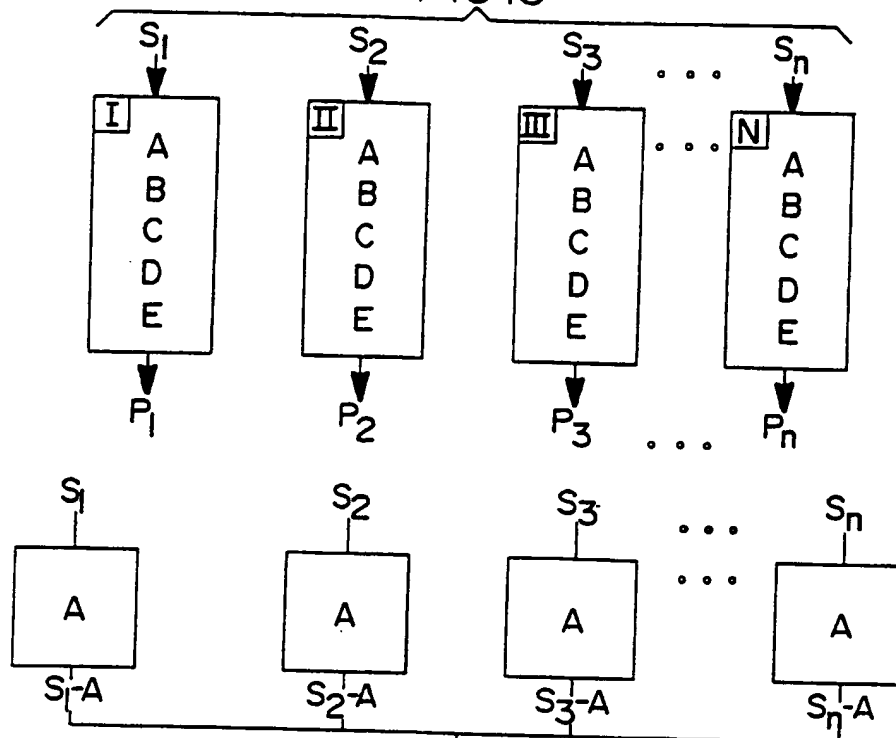 S1 S2 S3 Sn
I II III N
A A A A
B B B B
C C C C
D D D D
E E E E
P1 P2 P3 Pn
S1 S2 S3 Sn
A A A A
S1-A S2-A S3-A Sn-A